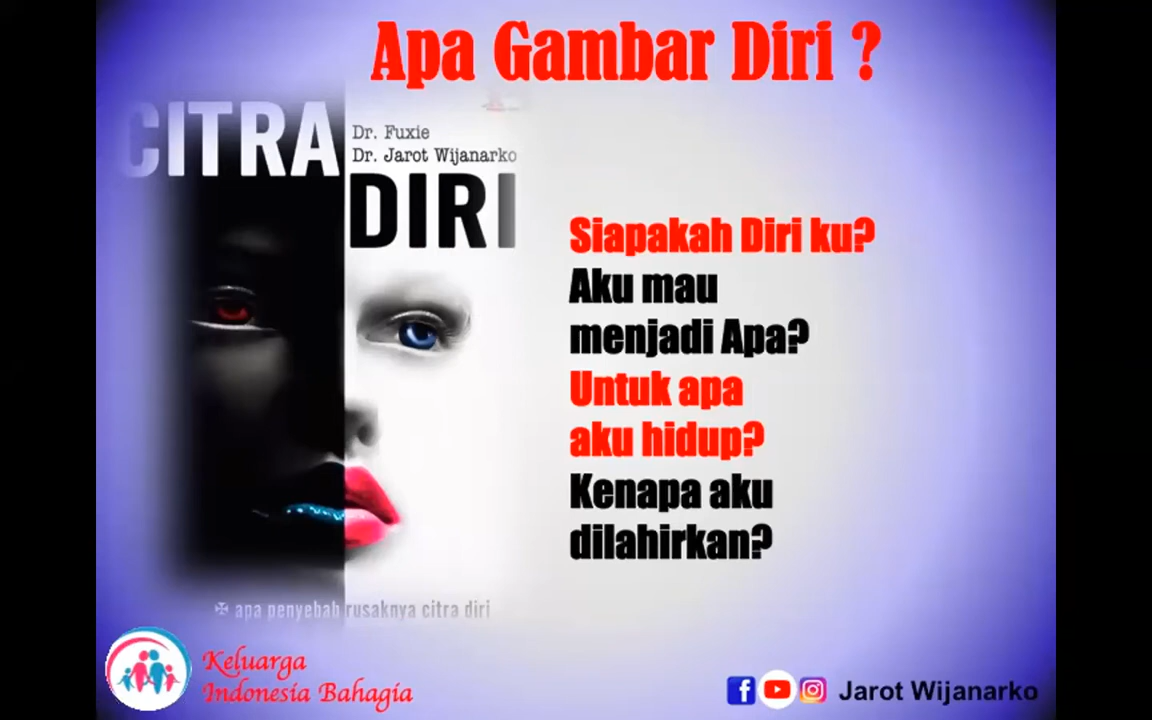 Apa Gambar Diri ?
CITRA
Dr. Fuxie
Dr. Jarot Wijanarko
DIRI
Siapakah Diri ku?
Aku mau
menjadi Apa?
Untuk apa
aku hidup?
Kenapa aku
dilahirkan?
✠ apa penyebab rusaknya citra diri
Keluarga
Indonesia Bahagia
Jarot Wijanarko